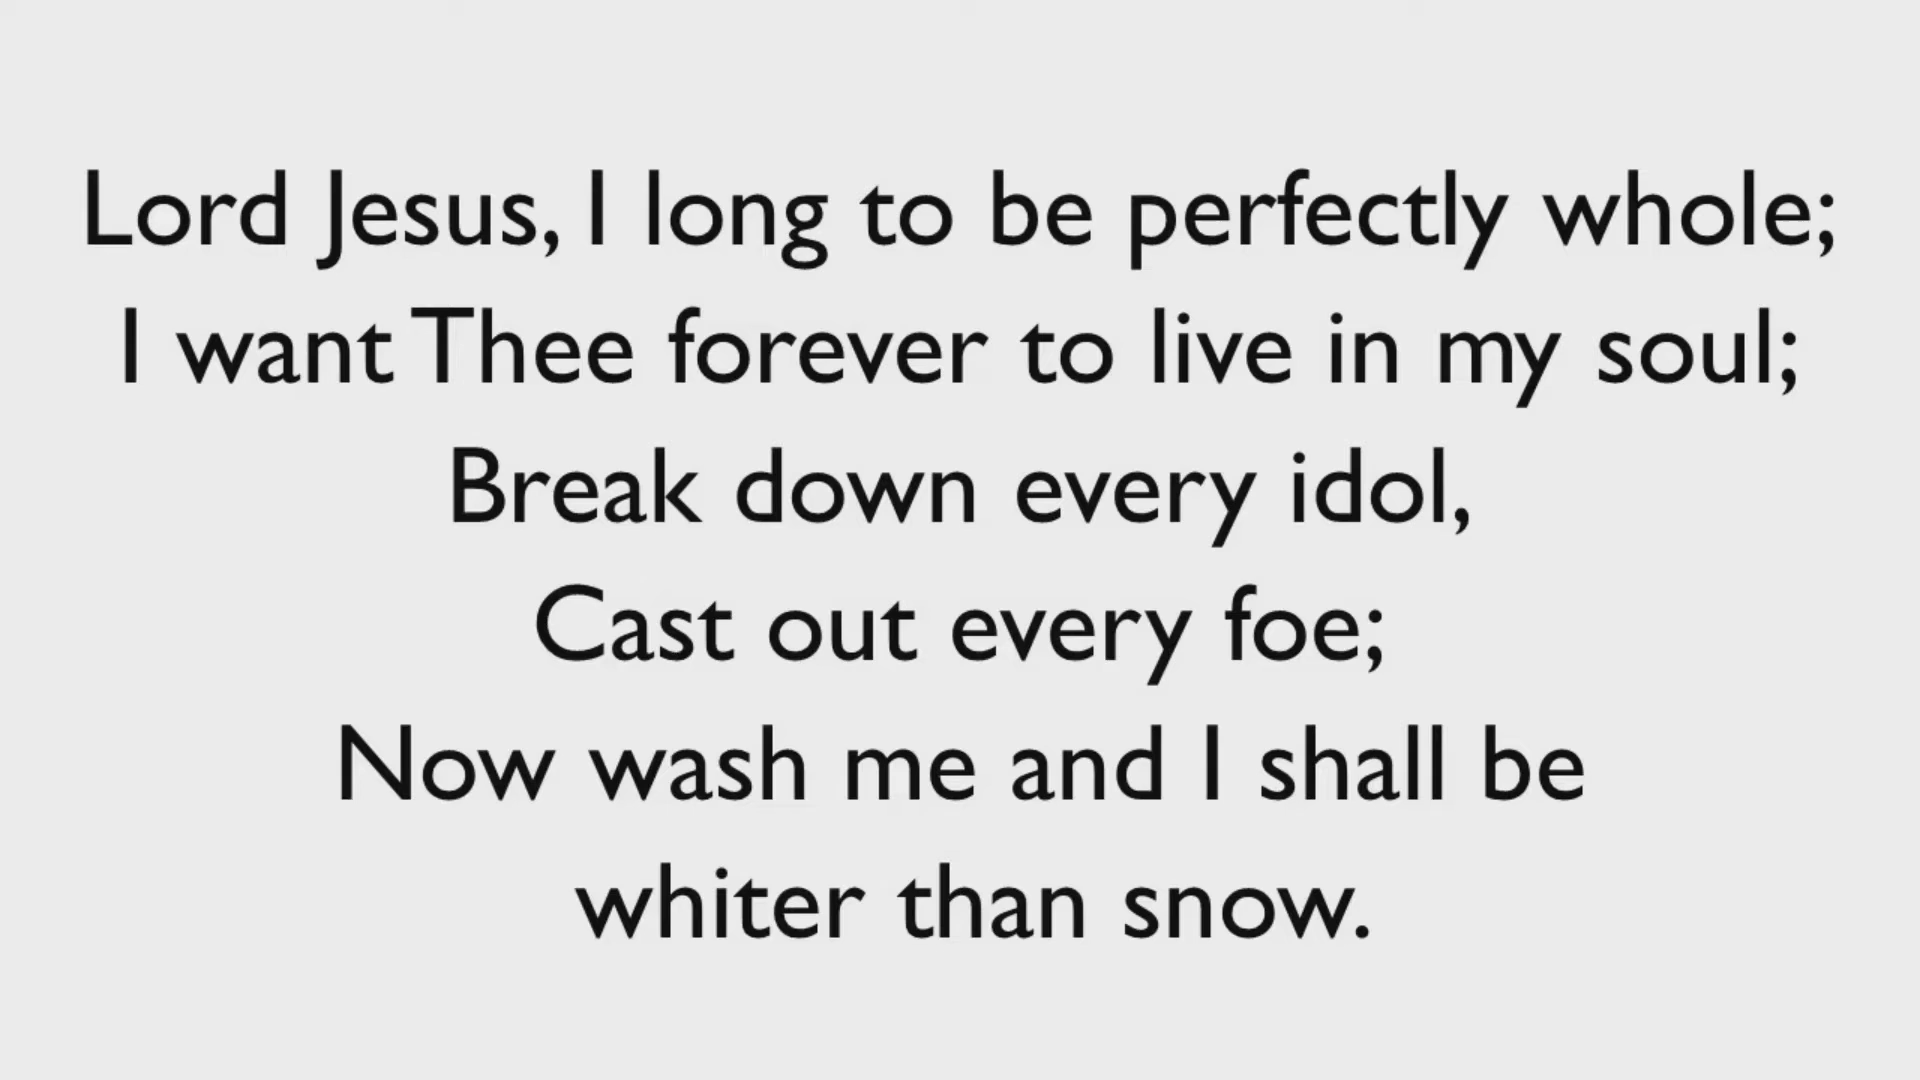 Lord Jesus, I long to be perfectly whole;
I want Thee forever to live in my soul;
Break down every idol,
Cast out every foe;
Now wash me and I shall be
whiter than snow.